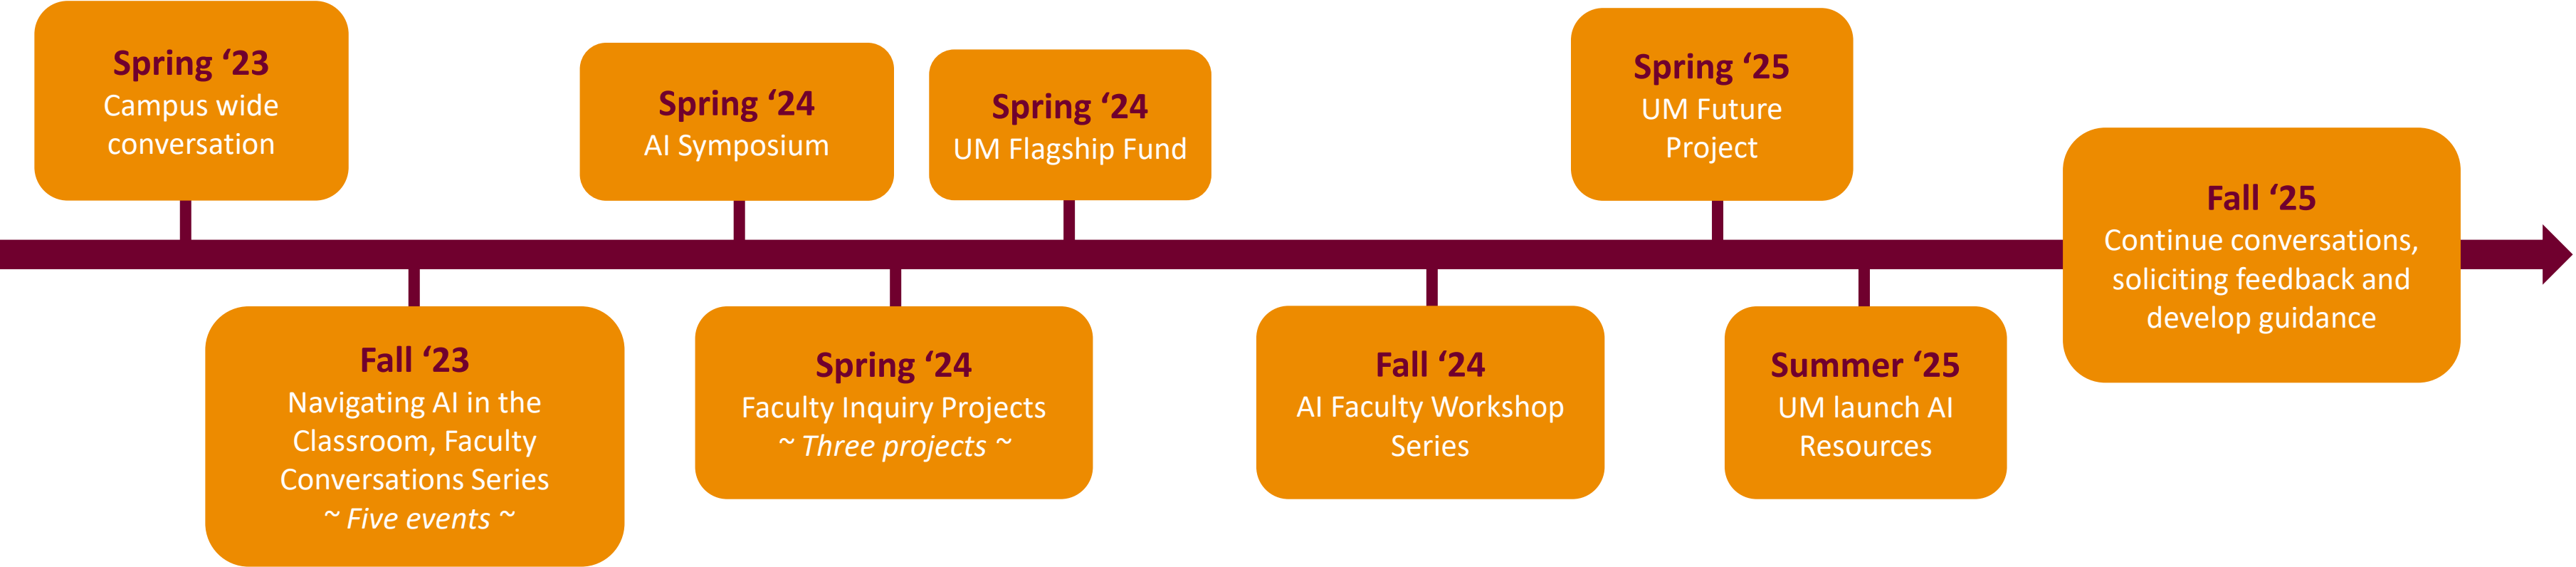 Spring ‘23
Campus wide
conversation
Fall ‘23
Navigating AI in the
Classroom, Faculty
Conversations Series
~ Five events ~
Spring ‘24
AI Symposium
Spring ‘24
Faculty Inquiry Projects
~ Three projects ~
Spring ‘24
UM Flagship Fund
Fall ‘24
AI Faculty Workshop
Series
Spring ‘25
UM Future
Project
Summer ‘25
UM launch AI
Resources
Fall ‘25
Continue conversations,
soliciting feedback and
develop guidance